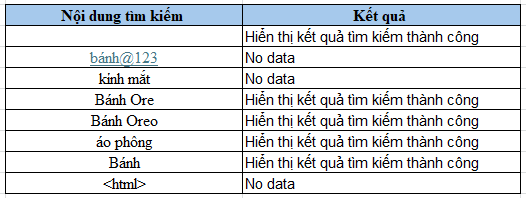 Nội dung tìm kiếm Kết quả
Hiển thị kết quả tìm kiếm thành công
bánh@123 No data
kính mắt No data
Bánh Ore Hiển thị kết quả tìm kiếm thành công
Bánh Oreo Hiển thị kết quả tìm kiếm thành công
áo phông Hiển thị kết quả tìm kiếm thành công
Bánh Hiển thị kết quả tìm kiếm thành công
<html> No data